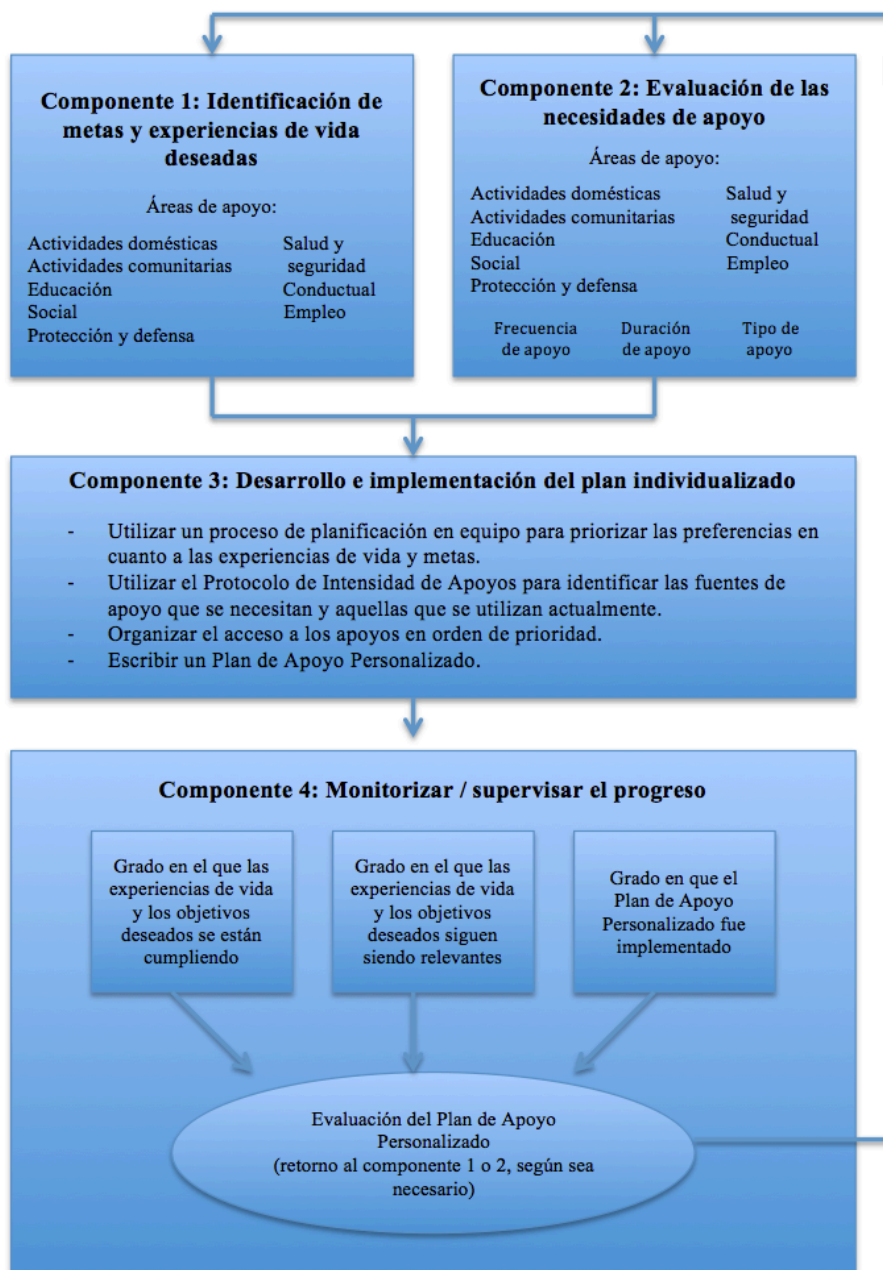 Componente 1: Identificación de
metas y experiencias de vida
deseadas
Áreas de apoyo:
Actividades domésticas
Actividades comunitarias
Educación
Social
Protección y defensa
Salud y
seguridad
Conductual
Empleo
Componente 2: Evaluación de las
necesidades de apoyo
Áreas de apoyo:
Actividades domésticas
Actividades comunitarias
Educación
Social
Protección y defensa
Salud y
seguridad
Conductual
Empleo
Frecuencia
de apoyo
Duración
de apoyo
Tipo de
apoyo
Componente 3: Desarrollo e implementación del plan individualizado
- Utilizar un proceso de planificación en equipo para priorizar las preferencias en
cuanto a las experiencias de vida y metas.
- Utilizar el Protocolo de Intensidad de Apoyos para identificar las fuentes de
apoyo que se necesitan y aquellas que se utilizan actualmente.
- Organizar el acceso a los apoyos en orden de prioridad.
- Escribir un Plan de Apoyo Personalizado.
Componente 4: Monitorizar / supervisar el progreso
Grado en el que las
experiencias de vida
y los objetivos
deseados se están
cumpliendo
Grado en el que las
experiencias de vida
y los objetivos
deseados siguen
siendo relevantes
Grado en que el
Plan de Apoyo
Personalizado fue
implementado
Evaluación del Plan de Apoyo
Personalizado
(retorno al componente 1 o 2, según sea
necesario)